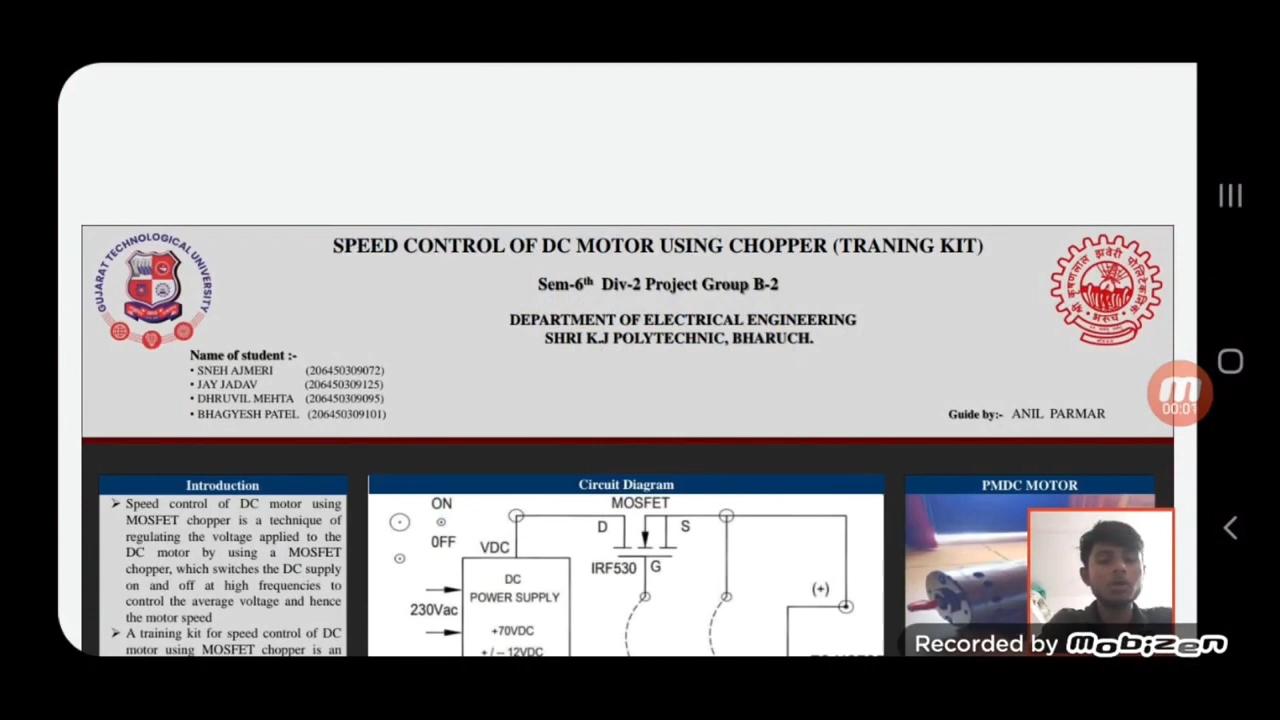 GUJARAT TECHNOLOGICAL UNIVERSITY
SPEED CONTROL OF DC MOTOR USING CHOPPER (TRANING KIT)
Sem-6th Div-2 Project Group B-2
DEPARTMENT OF ELECTRICAL ENGINEERING
SHRI K.J POLYTECHNIC, BHARUCH.
Name of student :-
• SNEH AJMERI (206450309072)
• JAY JADAV (206450309125)
• DHRUVIL MEHTA (206450309095)
• BHAGYESH PATEL (206450309101)
Guide by:- ANIL PARMAR
00:01
Introduction
➢ Speed control of DC motor using
MOSFET chopper is a technique of
regulating the voltage applied to the
DC motor by using a MOSFET
chopper, which switches the DC supply
on and off at high frequencies to
control the average voltage and hence
the motor speed
➢ A training kit for speed control of DC
motor using MOSFET chopper is an
Circuit Diagram
ON
0FF
MOSFET
D
S
VDC
IRF530
G
DC
POWER SUPPLY
230Vac
+70VDC
+ / -- 12VDC
(+)
PMDC MOTOR
Recorded by Mobizen